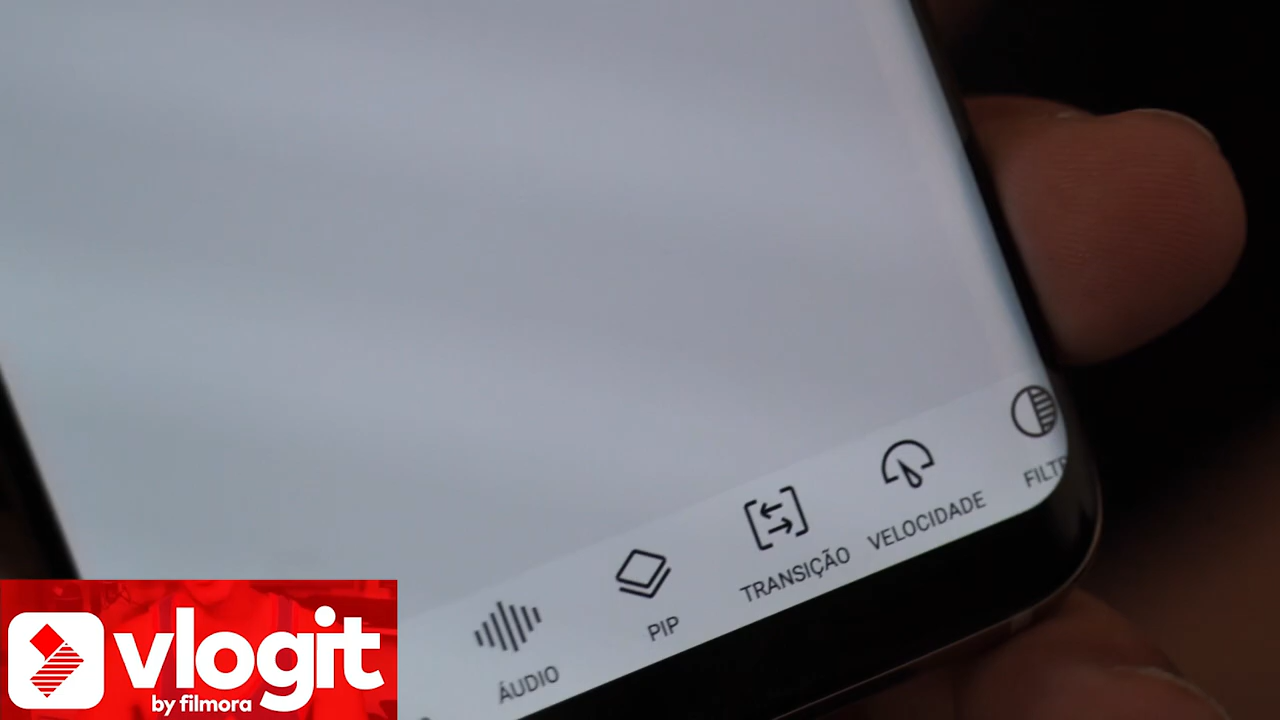 ÁUDIO
PIP
TRANSIÇÃO
VELOCIDADE
vlogit
by filmora